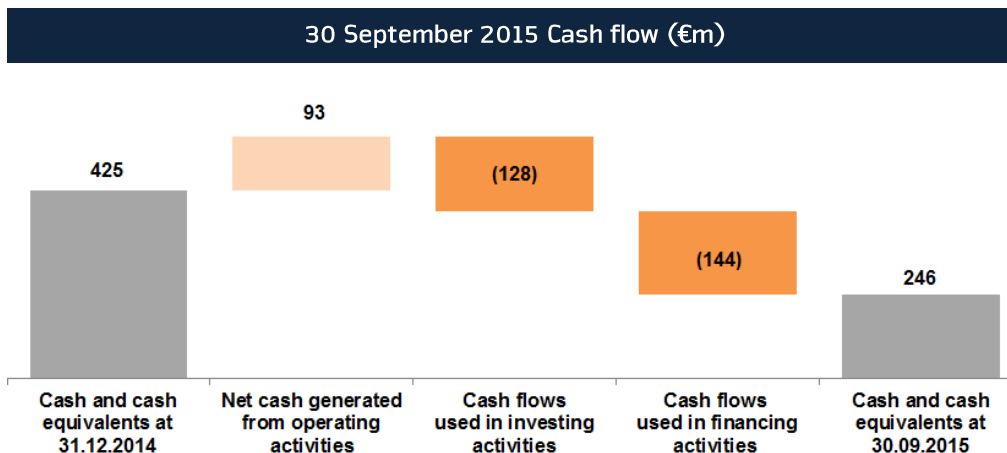 30 September 2015 Cash flow (€m)
93
425
(128)
(144)
246
Cash and cash
equivalents at
31.12.2014
Net cash generated
from operating
activities
Cash flows
used in investing
activities
Cash flows
used in financing
activities
Cash and cash
equivalents at
30.09.2015